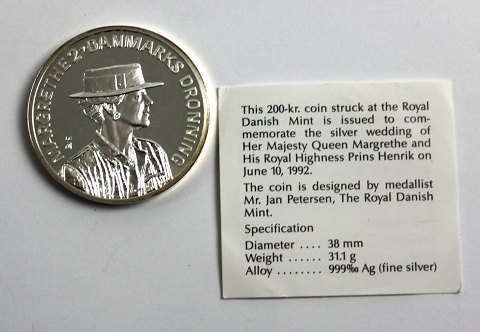 MARGRETHE 2 · DANMARKS DRONNING
This 200-kr. coin struck at the Royal
Danish Mint is issued to com-
memorate the silver wedding of
Her Majesty Queen Margrethe and
His Royal Highness Prins Henrik on
June 10, 1992.
The coin is designed by medallist
Mr. Jan Petersen, The Royal Danish
Mint.
Specification
Diameter .... 38 mm
Weight ...... 31.1 g
Alloy ........ 999‰ Ag (fine silver)